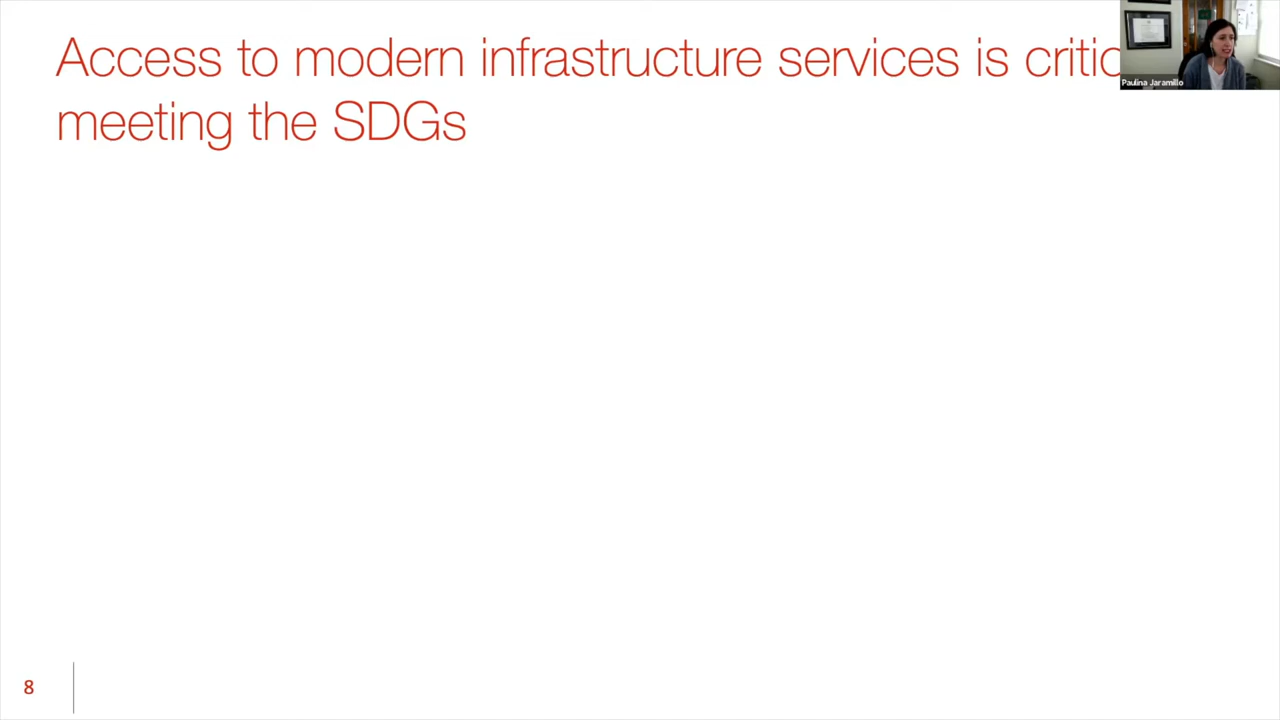 Access to modern infrastructure services is critic
meeting the SDGs
Paulina Jaramillo
8